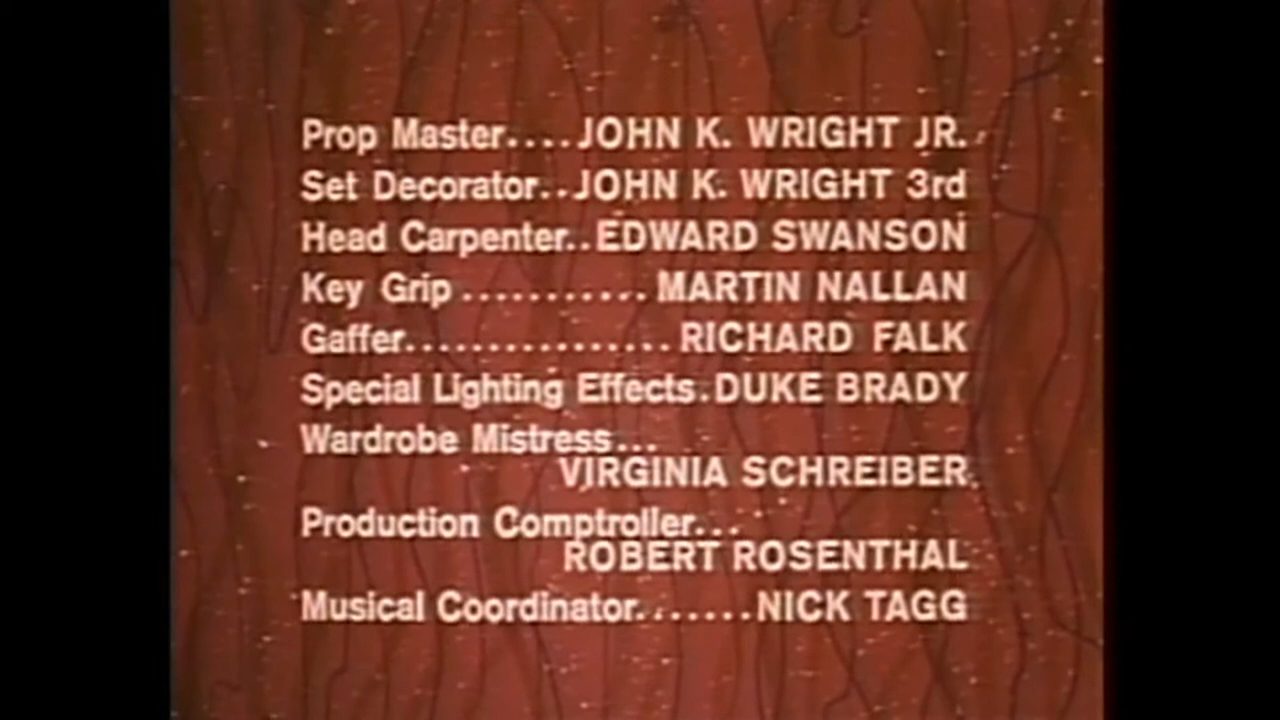 Prop Master....JOHN K. WRIGHT JR.
Set Decorator..JOHN K. WRIGHT 3rd
Head Carpenter..EDWARD SWANSON
Key Grip ........... MARTIN NALLAN
Gaffer................ RICHARD FALK
Special Lighting Effects.DUKE BRADY
Wardrobe Mistress...
VIRGINIA SCHREIBER
Production Comptroller...
ROBERT ROSENTHAL
Musical Coordinator.......NICK TAGG